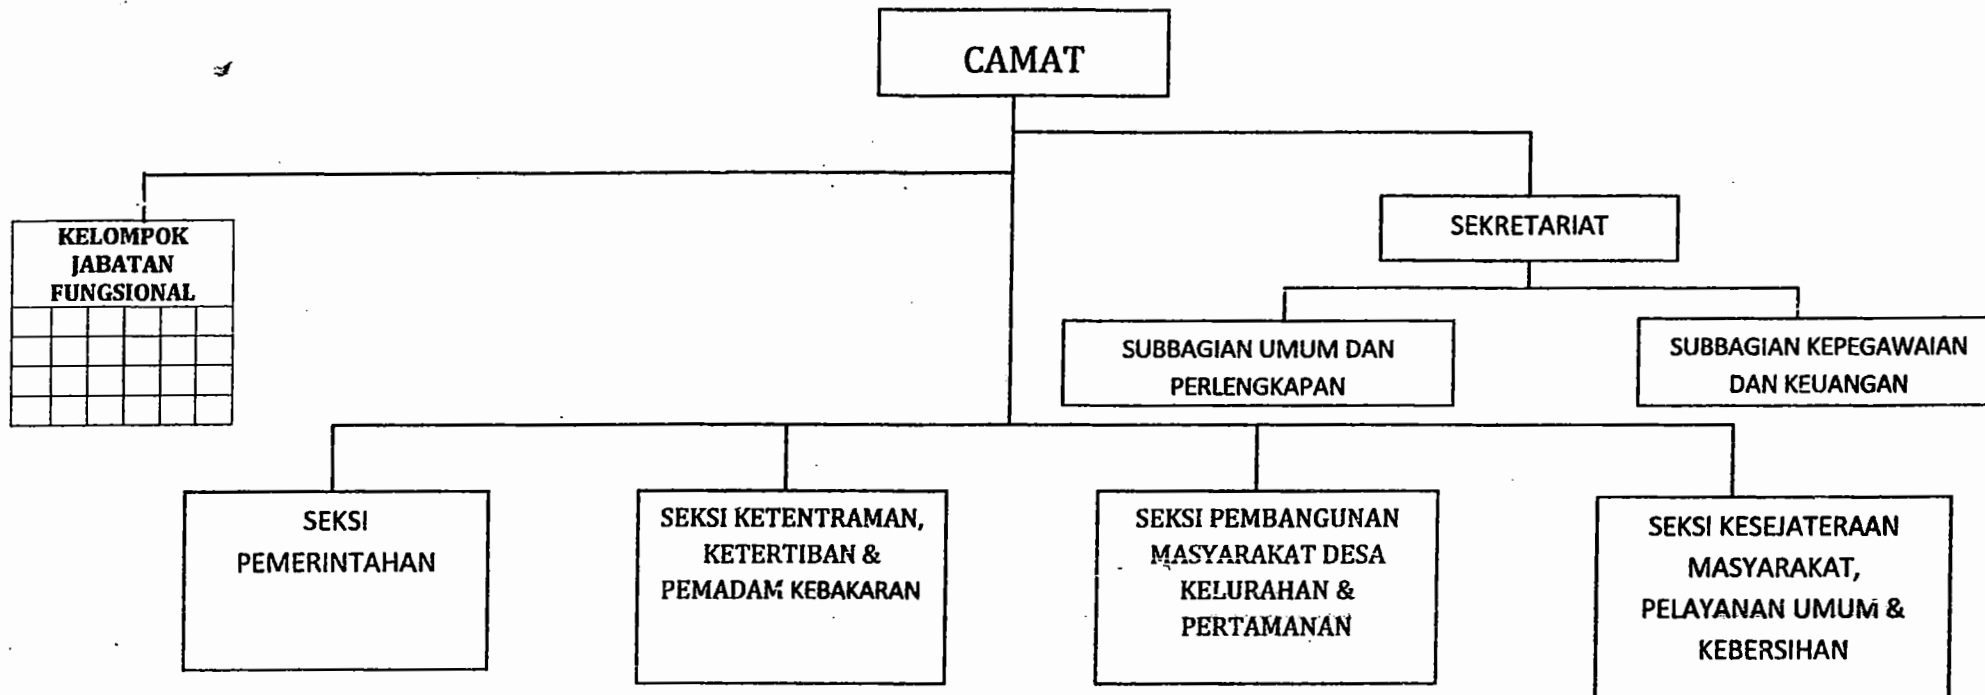 CAMAT
SEKRETARIAT
KELOMPOK
JABATAN
FUNGSIONAL
SUBBAGIAN UMUM DAN
PERLENGKAPAN
SUBBAGIAN KEPEGAWAIAN
DAN KEUANGAN
SEKSI
PEMERINTAHAN
SEKSI KETENTRAMAN,
KETERTIBAN &
PEMADAM KEBAKARAN
SEKSI PEMBANGUNAN
MASYARAKAT DESA
KELURAHAN &
PERTAMANAN
SEKSI KESEJATERAAN
MASYARAKAT,
PELAYANAN UMUM &
KEBERSIHAN